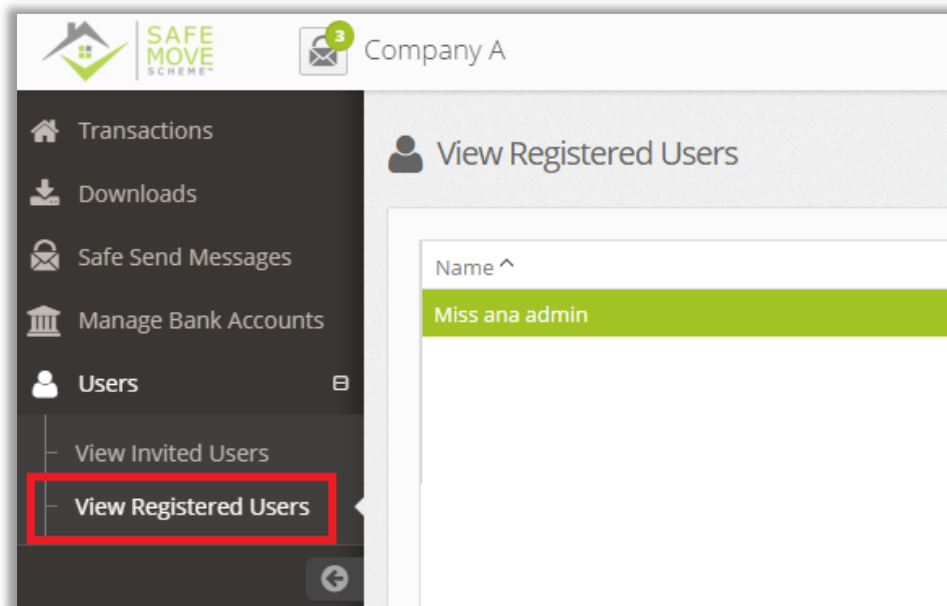 SAFE
MOVE
SCHEME™
3
Company A
Transactions
Downloads
Safe Send Messages
Manage Bank Accounts
Users
View Invited Users
View Registered Users
View Registered Users
Name
Miss ana admin